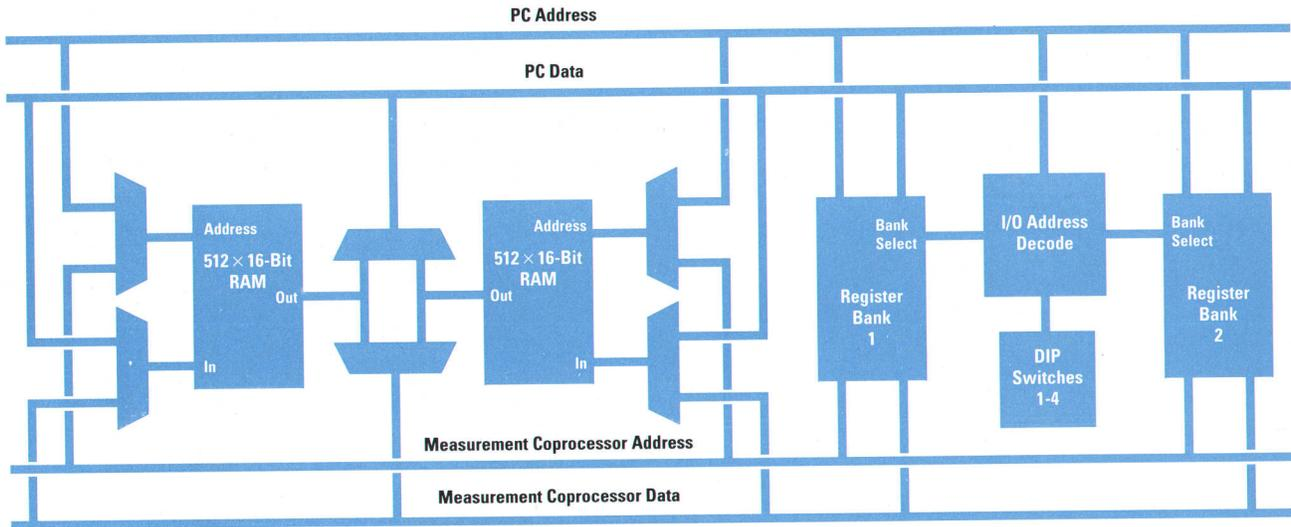 PC Address
PC Data
Address
512 × 16-Bit
RAM
Out
In
Address
512 × 16-Bit
RAM
Out
In
Bank
Select
Register
Bank
1
I/O Address
Decode
DIP
Switches
1-4
Bank
Select
Register
Bank
2
Measurement Coprocessor Address
Measurement Coprocessor Data